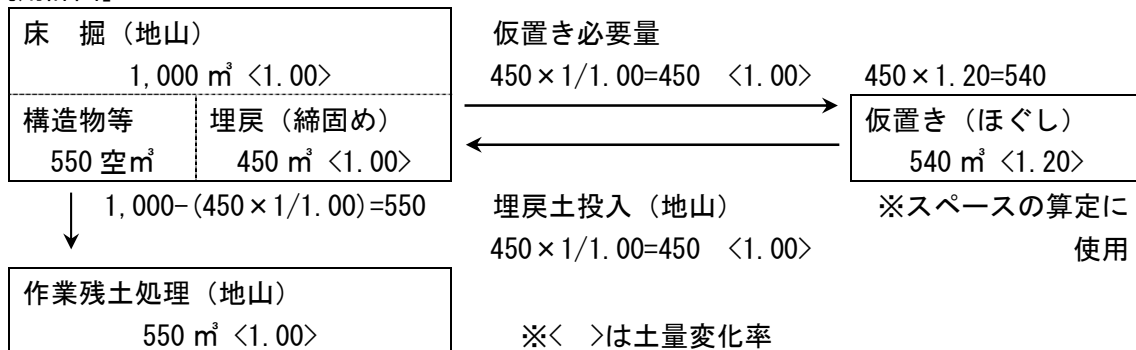 床　掘（地山）
1,000 ㎥ <1.00>
構造物等
550 空㎥
埋戻（締固め）
450 ㎥ <1.00>
仮置き必要量
450×1/1.00=450　<1.00>
450×1.20=540
仮置き（ほぐし）
540 ㎥ <1.20>
1,000-(450×1/1.00)=550
埋戻土投入（地山）
450×1/1.00=450　<1.00>
※スペースの算定に
使用
作業残土処理（地山）
550 ㎥ <1.00>
※<　>は土量変化率